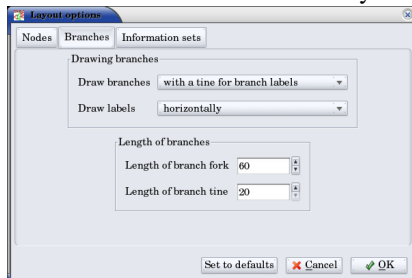 Layout options
Nodes Branches Information sets
Drawing branches
Draw branches with a tine for branch labels
Draw labels horizontally
Length of branches
Length of branch fork 60
Length of branch tine 20
Set to defaults Cancel OK